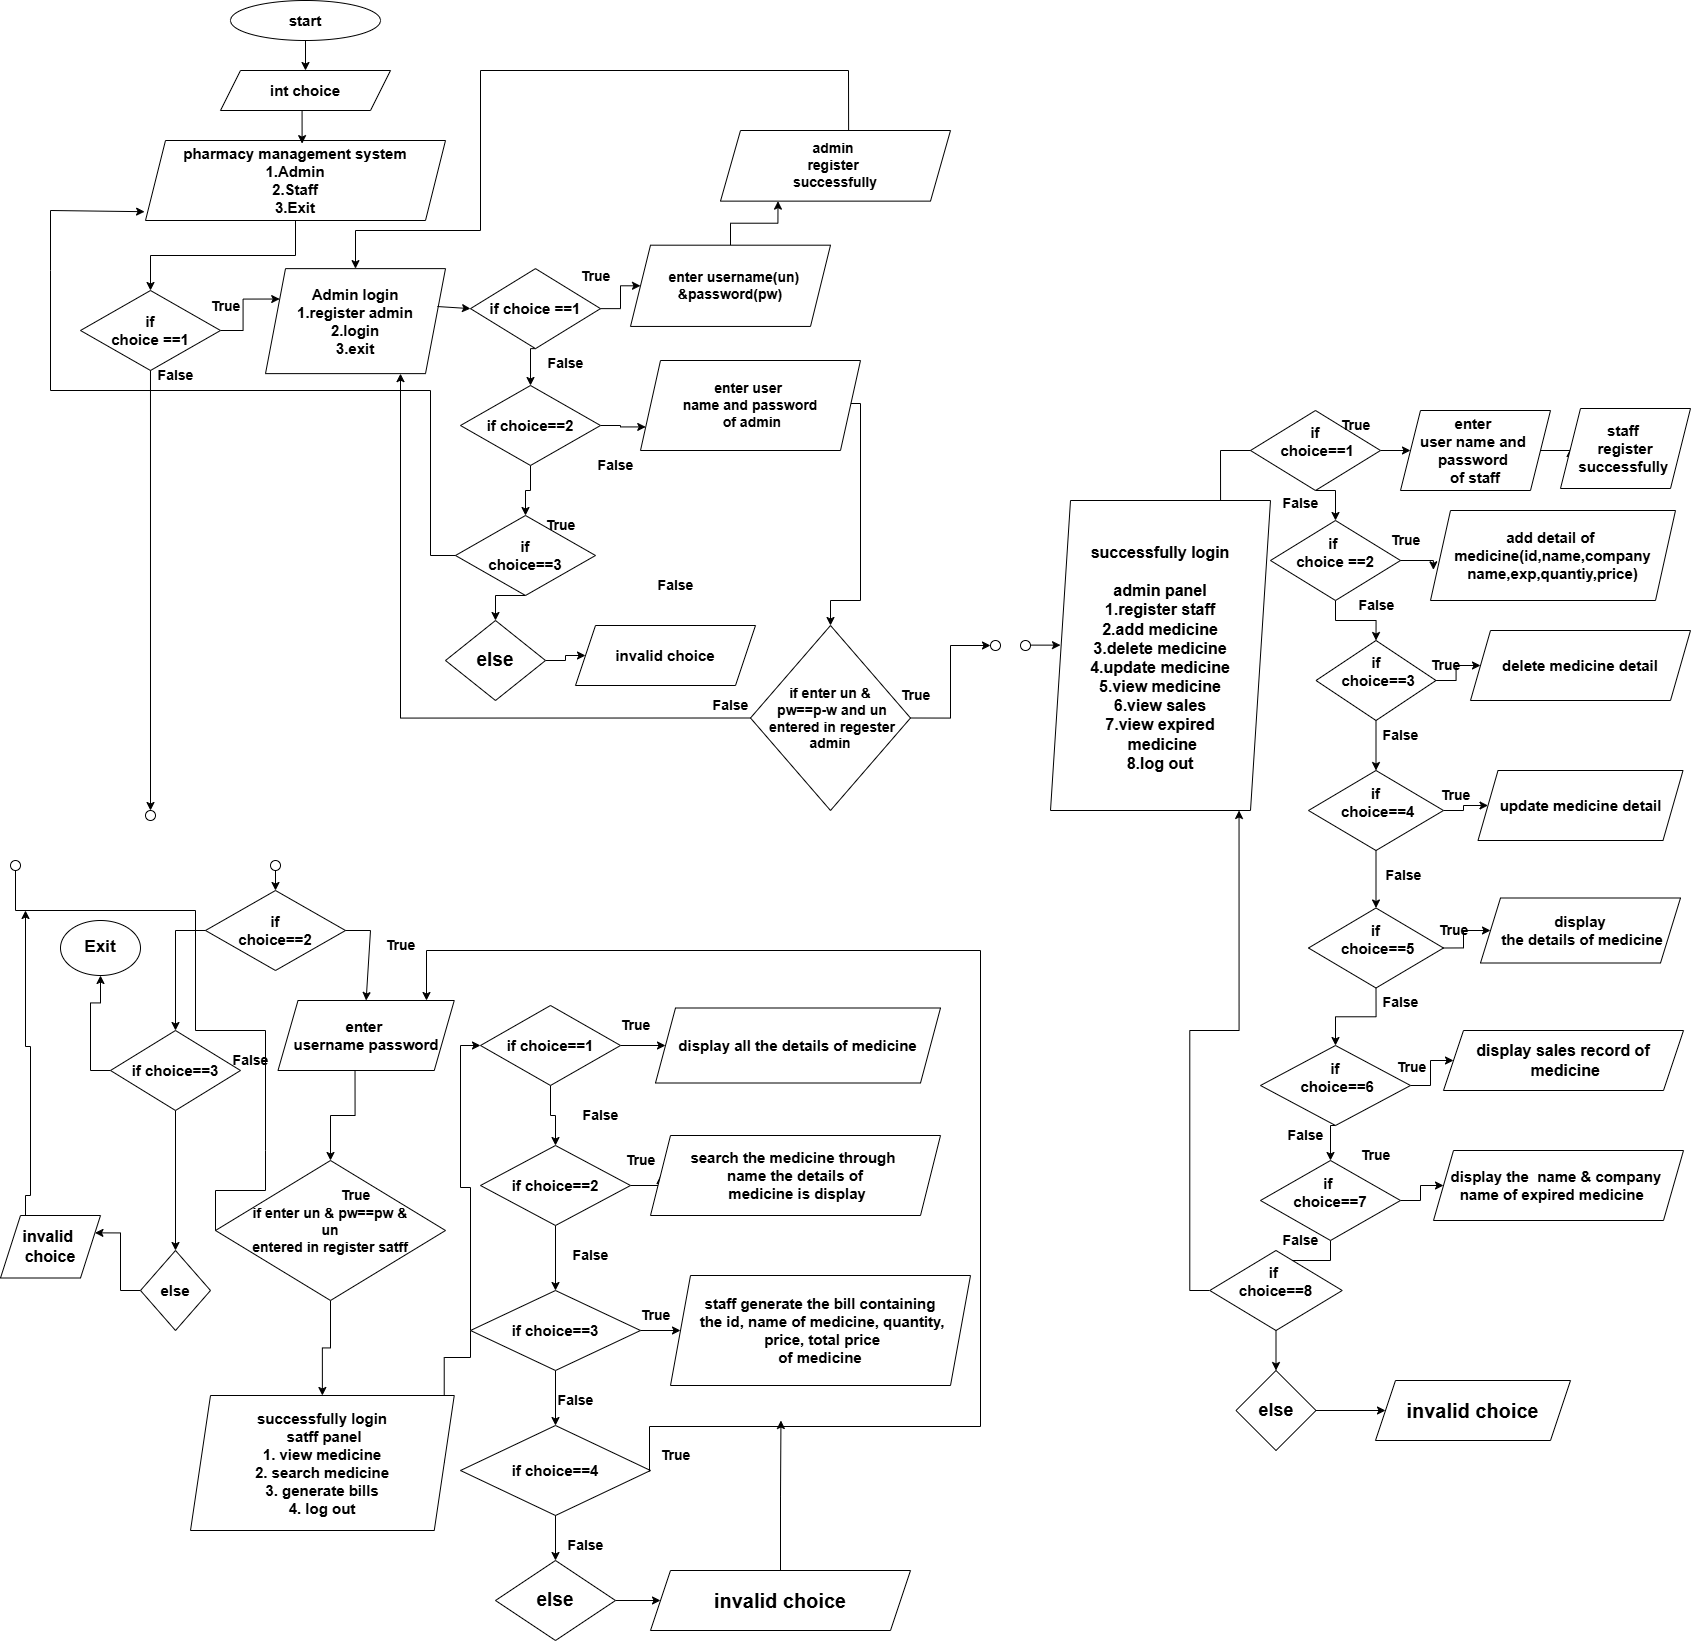 start
int choice
pharmacy management system
1.Admin
2.Staff
3.Exit
if
choice ==1
True
False
Admin login
1.register admin
2.login
3.exit
if choice ==1
True
enter username(un)
&password(pw)
admin
register
successfully
False
if choice==2
enter user
name and password
of admin
False
True
if
choice==3
False
else
invalid choice
if enter un &
pw==p-w and un
entered in regester
admin
False
True
successfully login
admin panel
1.register staff
2.add medicine
3.delete medicine
4.update medicine
5.view medicine
6.view sales
7.view expired
medicine
8.log out
if
choice==1
True
enter
user name and
password
of staff
staff
register
successfully
False
if
choice ==2
True
add detail of
medicine(id,name,company
name,exp,quantiy,price)
False
if
choice==3
True
delete medicine detail
False
if
choice==4
True
update medicine detail
False
if
choice==5
True
display
the details of medicine
False
if
choice==6
True
display sales record of
medicine
False
if
choice==7
True
display the  name & company
name of expired medicine
False
if
choice==8
else
invalid choice
if
choice==2
True
Exit
if choice==3
False
else
invalid
choice
enter
username password
True
if enter un & pw==pw &
un
entered in register satff
successfully login
satff panel
1. view medicine
2. search medicine
3. generate bills
4. log out
if choice==1
True
display all the details of medicine
False
if choice==2
True
search the medicine through
name the details of
medicine is display
False
if choice==3
True
staff generate the bill containing
the id, name of medicine, quantity,
price, total price
of medicine
False
if choice==4
True
False
else
invalid choice